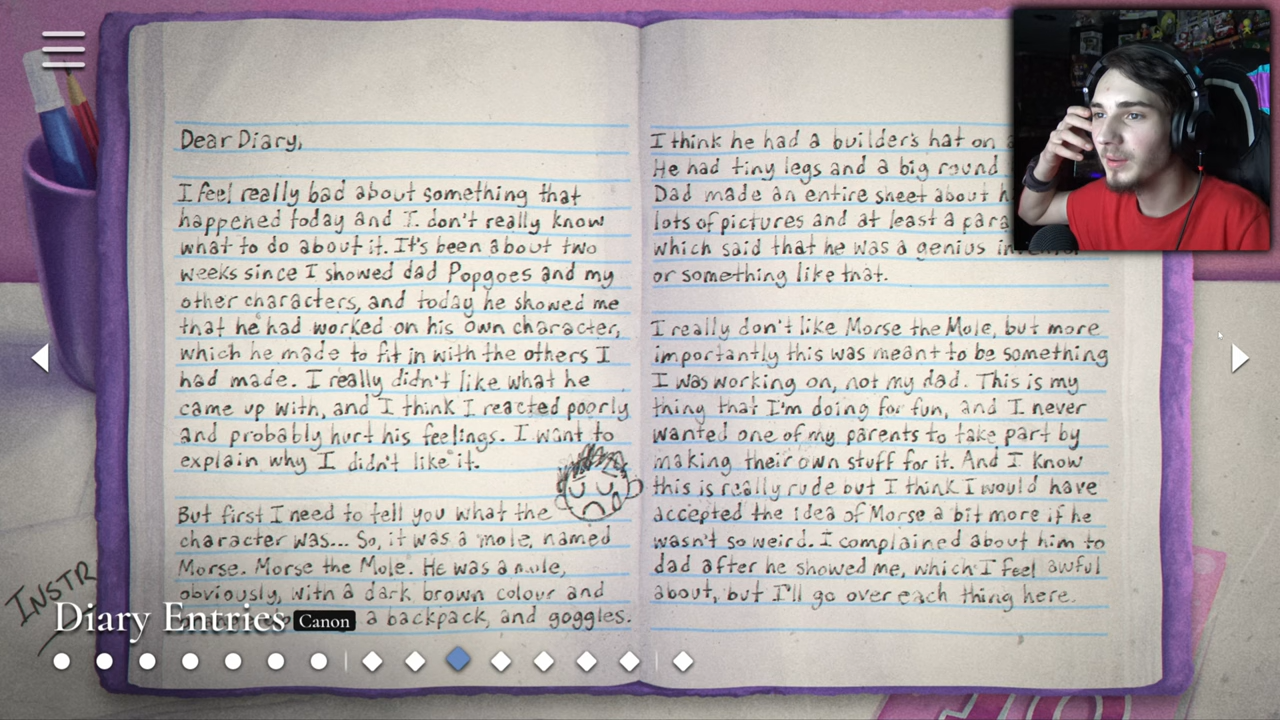 Dear Diary,
I feel really bad about something that
happened today and I don't really know
what to do about it. It's been about two
weeks since I showed dad Popgoes and my
other characters, and today he showed me
that he had worked on his own character,
which he made to fit in with the others I
had made. I really didn't like what he
came up with, and I think I reacted poorly
and probably hurt his feelings. I want to
explain why I didn't like it.
But first I need to tell you what the
character was... So, it was a mole, named
Morse. Morse the Mole. He was a mole,
obviously, with a dark brown colour and
a backpack, and goggles.
I think he had a builder's hat on
He had tiny legs and a big round
Dad made an entire sheet about
lots of pictures and at least a
which said that he was a genius
or something like that.
I really don't like Morse the Mole, but more
importantly this was meant to be something
I was working on, not my dad. This is my
thing that I'm doing for fun, and I never
wanted one of my parents to take part by
making their own stuff for it. And I know
this is really rude but I think I would have
accepted the idea of Morse a bit more if he
wasn't so weird. I complained about him to
dad after he showed me, which I feel awful
about, but I'll go over each thing here.
INSTR
Diary Entries Canon